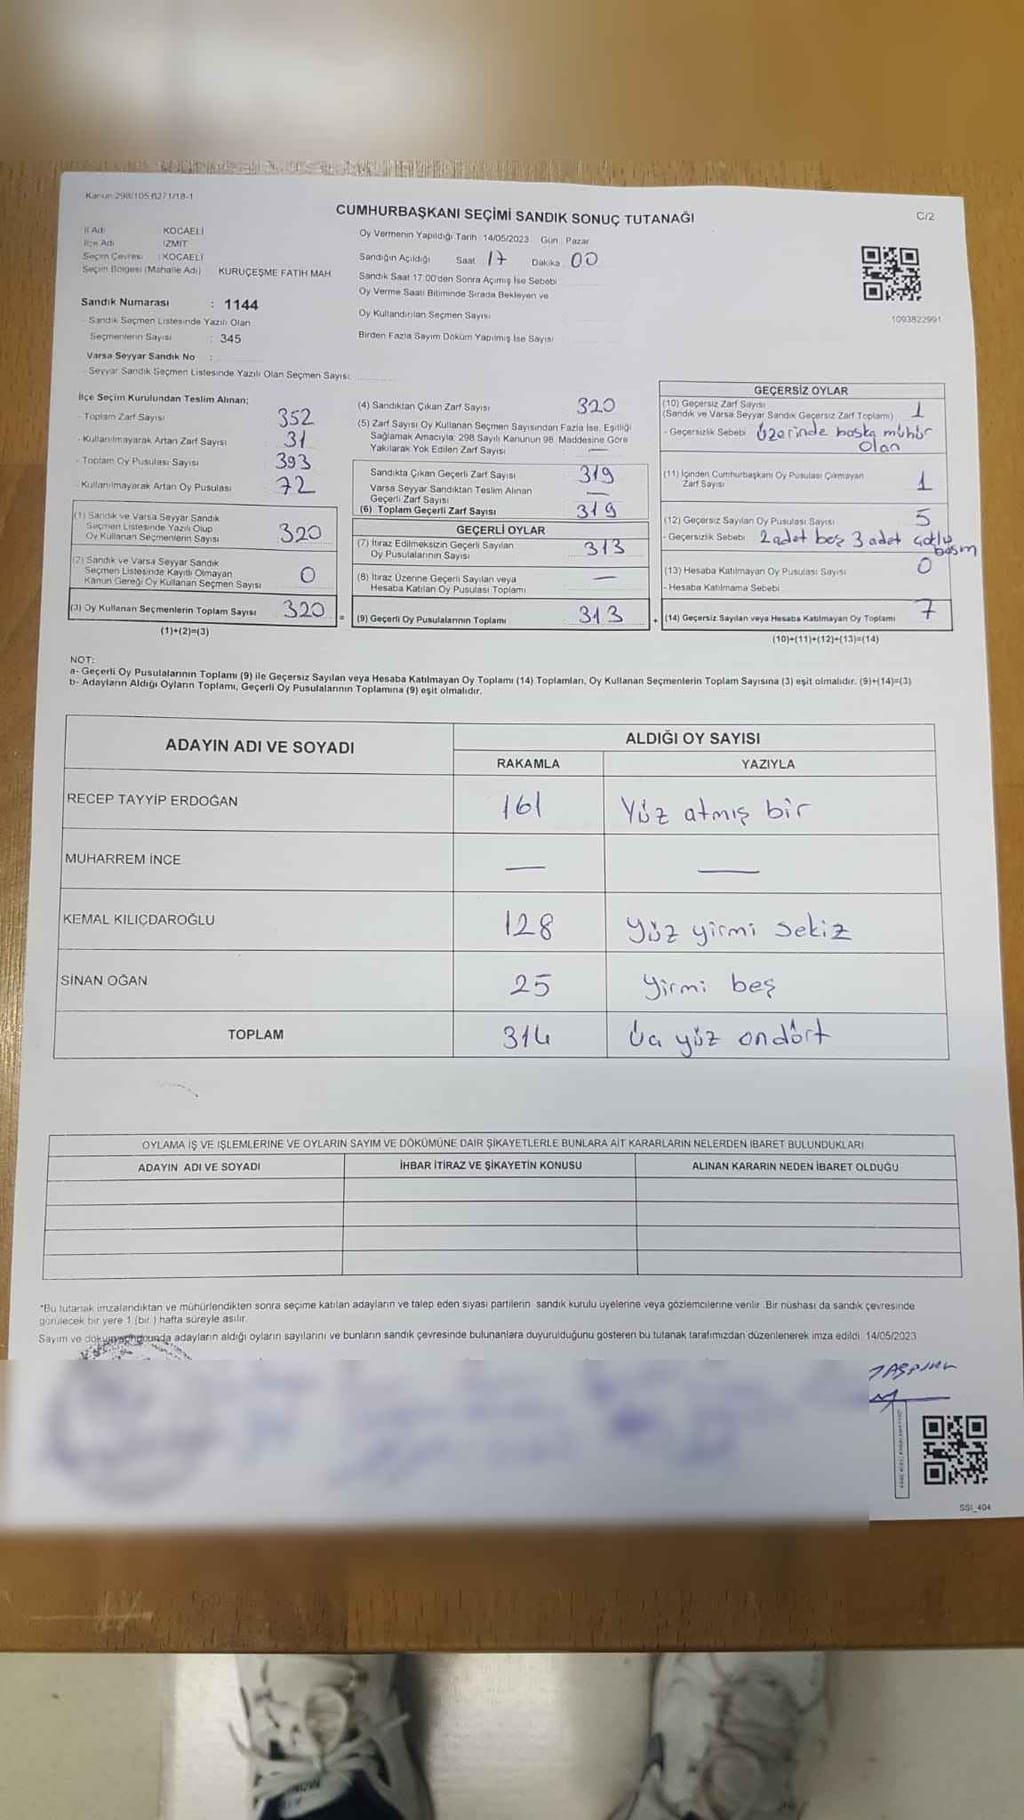 Kanun 298/105 6271/18-1
CUMHURBAŞKANI SEÇİMİ SANDIK SONUÇ TUTANAĞI
C/2
İl Adı KOCAELİ
İlçe Adı İZMİT
Seçim Çevresi : KOCAELİ
Seçim Bölgesi (Mahalle Adı) KURUÇEŞME FATİH MAH
Sandık Numarası : 1144
- Sandık Seçmen Listesinde Yazılı Olan
Seçmenlerin Sayısı : 345
Varsa Seyyar Sandık No :
- Seyyar Sandık Seçmen Listesinde Yazılı Olan Seçmen Sayısı:
Oy Vermenin Yapıldığı Tarih : 14/05/2023 Gün : Pazar
Sandığın Açıldığı Saat 17 Dakika 00
Sandık Saat 17:00'den Sonra Açılmış İse Sebebi
Oy Verme Saati Bitiminde Sırada Bekleyen ve
Oy Kullandırılan Seçmen Sayısı
Birden Fazla Sayım Döküm Yapılmış İse Sayısı
1093822991
İlçe Seçim Kurulundan Teslim Alınan;
- Toplam Zarf Sayısı 352
- Kullanılmayarak Artan Zarf Sayısı 31
- Toplam Oy Pusulası Sayısı 393
- Kullanılmayarak Artan Oy Pusulası 72
(1) Sandık ve Varsa Seyyar Sandık
Seçmen Listesinde Yazılı Olup
Oy Kullanan Seçmenlerin Sayısı 320
(2) Sandık ve Varsa Seyyar Sandık
Seçmen Listesinde Kayıtlı Olmayan
Kanun Gereği Oy Kullanan Seçmen Sayısı 0
(3) Oy Kullanan Seçmenlerin Toplam Sayısı 320 =
(1)+(2)=(3)
(4) Sandıktan Çıkan Zarf Sayısı 320
(5) Zarf Sayısı Oy Kullanan Seçmen Sayısından Fazla İse, Eşitliği
Sağlamak Amacıyla; 298 Sayılı Kanunun 98. Maddesine Göre
Yakılarak Yok Edilen Zarf Sayısı —
Sandıkta Çıkan Geçerli Zarf Sayısı 319
Varsa Seyyar Sandıktan Teslim Alınan
Geçerli Zarf Sayısı —
(6) Toplam Geçerli Zarf Sayısı 319
GEÇERLİ OYLAR
(7) İtiraz Edilmeksizin Geçerli Sayılan
Oy Pusulalarının Sayısı 313
(8) İtiraz Üzerine Geçerli Sayılan veya
Hesaba Katılan Oy Pusulası Toplamı —
(9) Geçerli Oy Pusulalarının Toplamı 313 +
GEÇERSİZ OYLAR
(10) Geçersiz Zarf Sayısı
(Sandık ve Varsa Seyyar Sandık Geçersiz Zarf Toplamı) 1
- Geçersizlik Sebebi Üzerinde başka mühür
olan
(11) İçinden Cumhurbaşkanı Oy Pusulası Çıkmayan
Zarf Sayısı 1
(12) Geçersiz Sayılan Oy Pusulası Sayısı 5
- Geçersizlik Sebebi 2 adet boş 3 adet çoklu
basım
(13) Hesaba Katılmayan Oy Pusulası Sayısı 0
- Hesaba Katılmama Sebebi
(14) Geçersiz Sayılan veya Hesaba Katılmayan Oy Toplamı 7
(10)+(11)+(12)+(13)=(14)
NOT:
a- Geçerli Oy Pusulalarının Toplamı (9) ile Geçersiz Sayılan veya Hesaba Katılmayan Oy Toplamı (14) Toplamları, Oy Kullanan Seçmenlerin Toplam Sayısına (3) eşit olmalıdır. (9)+(14)=(3)
b- Adayların Aldığı Oyların Toplamı, Geçerli Oy Pusulalarının Toplamına (9) eşit olmalıdır.
ADAYIN ADI VE SOYADI ALDIĞI OY SAYISI
RAKAMLA YAZIYLA
RECEP TAYYİP ERDOĞAN 161 Yüz atmış bir
MUHARREM İNCE — —
KEMAL KILIÇDAROĞLU 128 Yüz yirmi sekiz
SİNAN OĞAN 25 Yirmi beş
TOPLAM 314 Üç yüz ondört
OYLAMA İŞ VE İŞLEMLERİNE VE OYLARIN SAYIM VE DÖKÜMÜNE DAİR ŞİKAYETLERLE BUNLARA AİT KARARLARIN NELERDEN İBARET BULUNDUKLARI
ADAYIN ADI VE SOYADI İHBAR İTİRAZ VE ŞİKAYETİN KONUSU ALINAN KARARIN NEDEN İBARET OLDUĞU
*Bu tutanak imzalandıktan ve mühürlendikten sonra seçime katılan adayların ve talep eden siyasi partilerin sandık kurulu üyelerine veya gözlemcilerine verilir. Bir nüshası da sandık çevresinde
görülecek bir yere 1 (bir ) hafta süreyle asılır.
Sayım ve dökümünde adayların aldığı oyların sayılarını ve bunların sandık çevresinde bulunanlara duyurulduğunu gösteren bu tutanak tarafımızdan düzenlenerek imza edildi. 14/05/2023
SSI_404